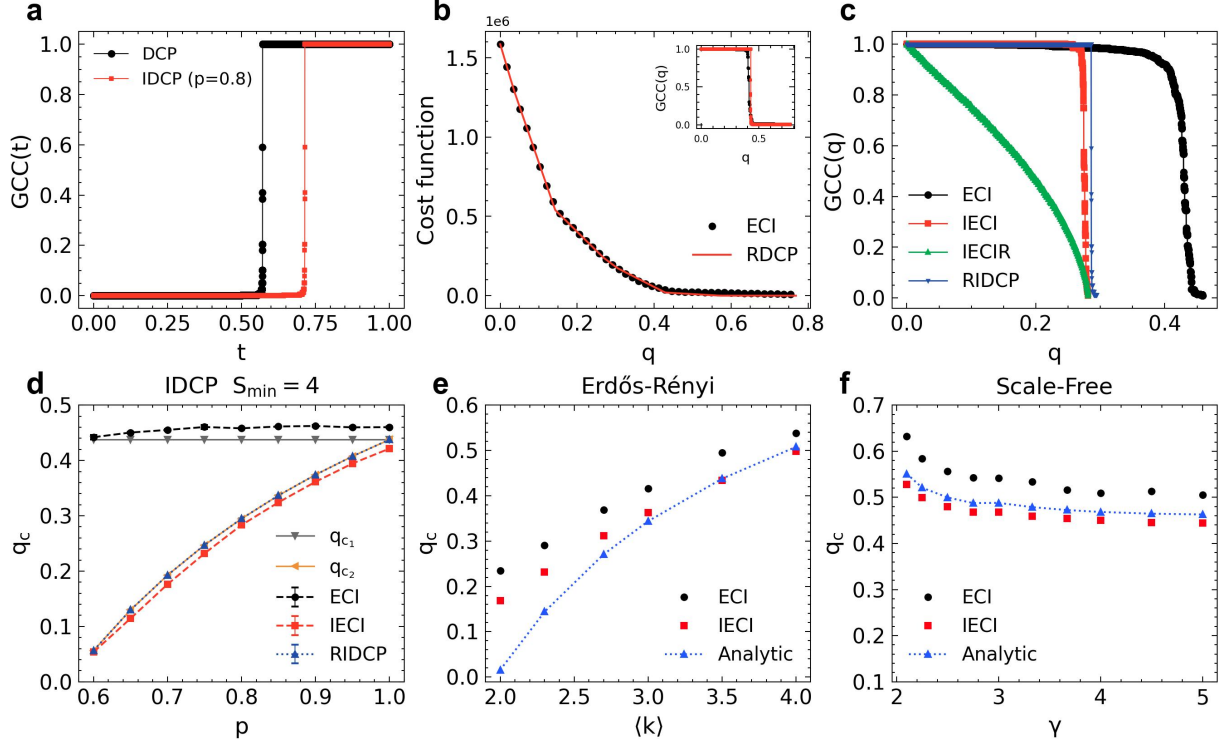 a
1.0
0.8
0.6
0.4
0.2
0.0
GCC(t)
DCP
IDCP (p=0.8)
0.00 0.25 0.50 0.75 1.00
t
b
1e6
1.5
1.0
0.5
0.0
Cost function
1.0
0.5
0.0
GCC(q)
0.0 0.5
q
ECI
RDCP
0.0 0.2 0.4 0.6 0.8
q
c
1.0
0.8
0.6
0.4
0.2
0.0
GCC(q)
ECI
IECI
IECIR
RIDCP
0.0 0.2 0.4
q
d
IDCP S_min = 4
0.5
0.4
0.3
0.2
0.1
0.0
q_c
q_c₁
q_c₂
ECI
IECI
RIDCP
0.6 0.7 0.8 0.9 1.0
p
e
Erdős-Rényi
0.6
0.5
0.4
0.3
0.2
0.1
0.0
q_c
ECI
IECI
Analytic
2.0 2.5 3.0 3.5 4.0
⟨k⟩
f
Scale-Free
0.7
0.6
0.5
0.4
0.3
0.2
0.1
q_c
ECI
IECI
Analytic
2 3 4 5
γ